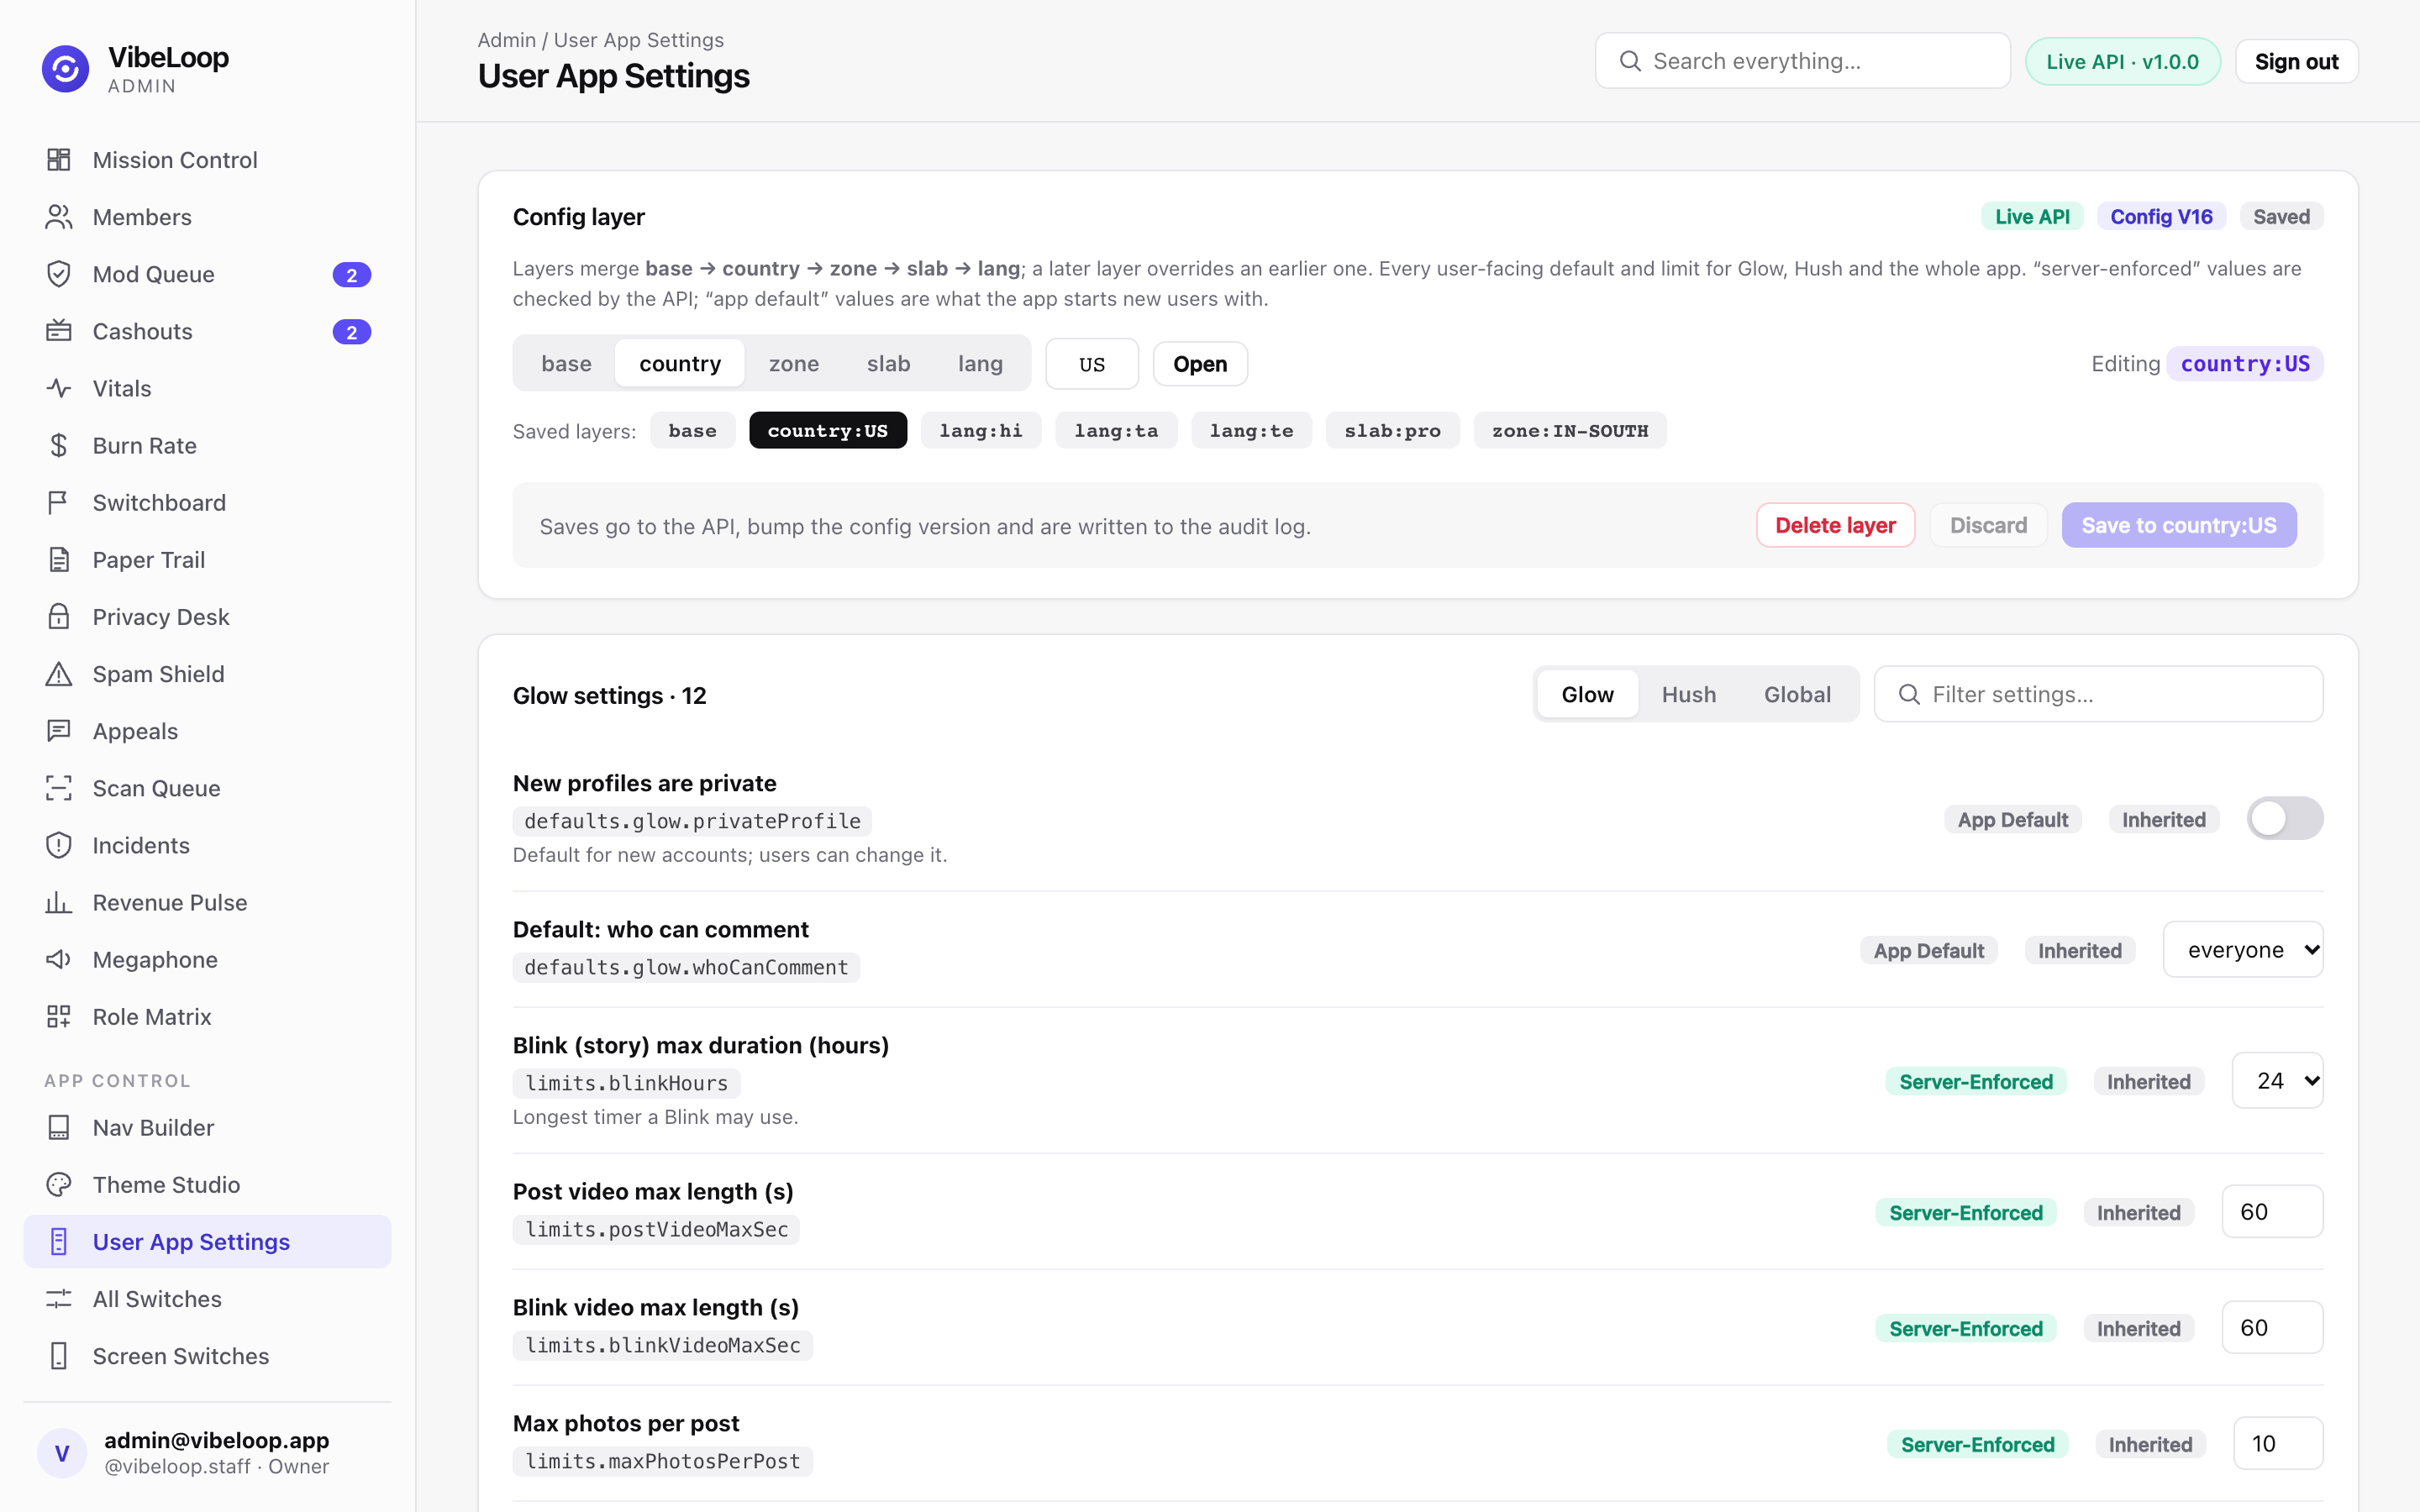 VibeLoop
ADMIN
Mission Control
Members
Mod Queue 2
Cashouts 2
Vitals
Burn Rate
Switchboard
Paper Trail
Privacy Desk
Spam Shield
Appeals
Scan Queue
Incidents
Revenue Pulse
Megaphone
Role Matrix
APP CONTROL
Nav Builder
Theme Studio
User App Settings
All Switches
Screen Switches
V
admin@vibeloop.app
@vibeloop.staff · Owner
Admin / User App Settings
User App Settings
Search everything...
Live API · v1.0.0
Sign out
Config layer
Live API Config V16 Saved
Layers merge base → country → zone → slab → lang; a later layer overrides an earlier one. Every user-facing default and limit for Glow, Hush and the whole app. “server-enforced” values are
checked by the API; “app default” values are what the app starts new users with.
base country zone slab lang US Open Editing country:US
Saved layers: base country:US lang:hi lang:ta lang:te slab:pro zone:IN-SOUTH
Saves go to the API, bump the config version and are written to the audit log. Delete layer Discard Save to country:US
Glow settings · 12 Glow Hush Global Filter settings...
New profiles are private
defaults.glow.privateProfile
App Default Inherited
Default for new accounts; users can change it.
Default: who can comment
defaults.glow.whoCanComment
App Default Inherited everyone
Blink (story) max duration (hours)
limits.blinkHours
Server-Enforced Inherited 24
Longest timer a Blink may use.
Post video max length (s)
limits.postVideoMaxSec
Server-Enforced Inherited 60
Blink video max length (s)
limits.blinkVideoMaxSec
Server-Enforced Inherited 60
Max photos per post
limits.maxPhotosPerPost
Server-Enforced Inherited 10